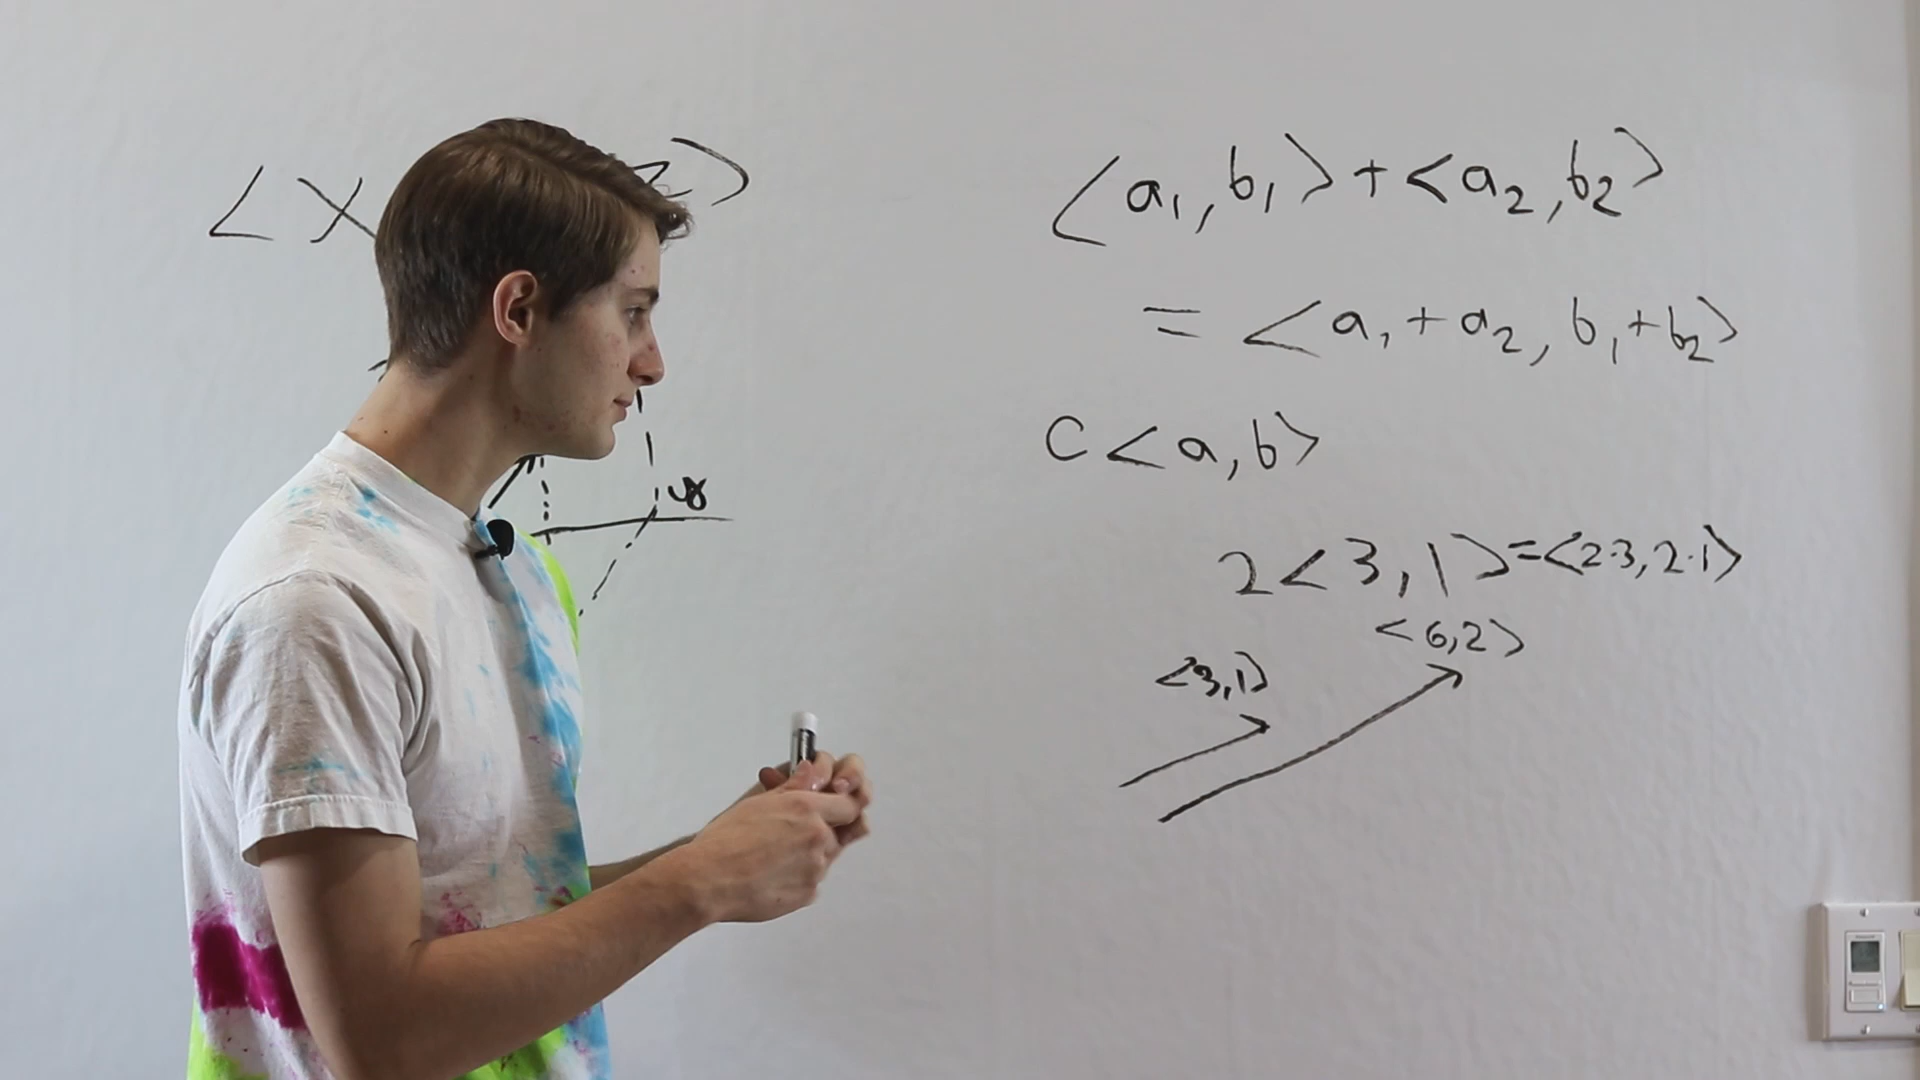 <x z>
y
<a₁, b₁> + <a₂, b₂>
= <a₁ + a₂, b₁ + b₂>
C<a, b>
2<3, 1> = <2·3, 2·1>
<6,2>
<3,1>